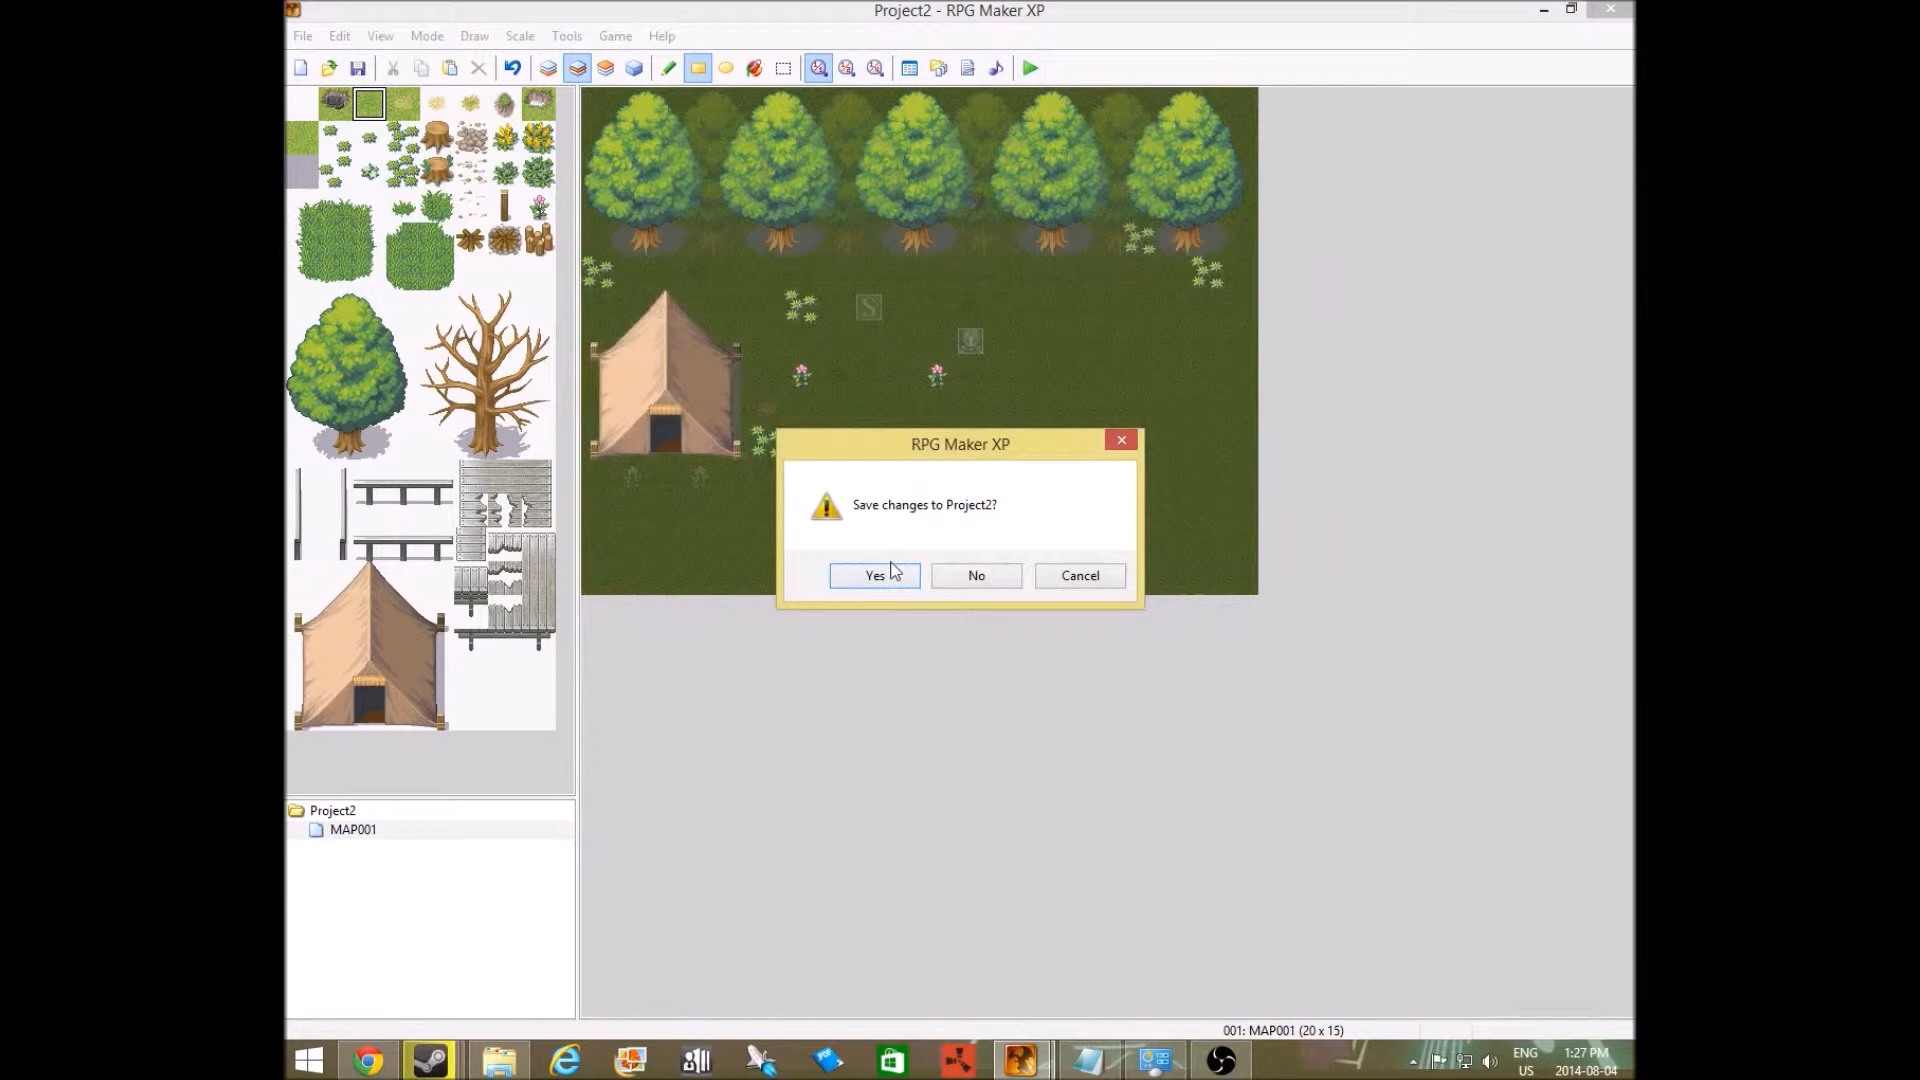 Project2 - RPG Maker XP
File Edit View Mode Draw Scale Tools Game Help
S
RPG Maker XP
Save changes to Project2?
Yes No Cancel
Project2
MAP001
001: MAP001 (20 x 15)
ENG 1:27 PM
US 2014-08-04